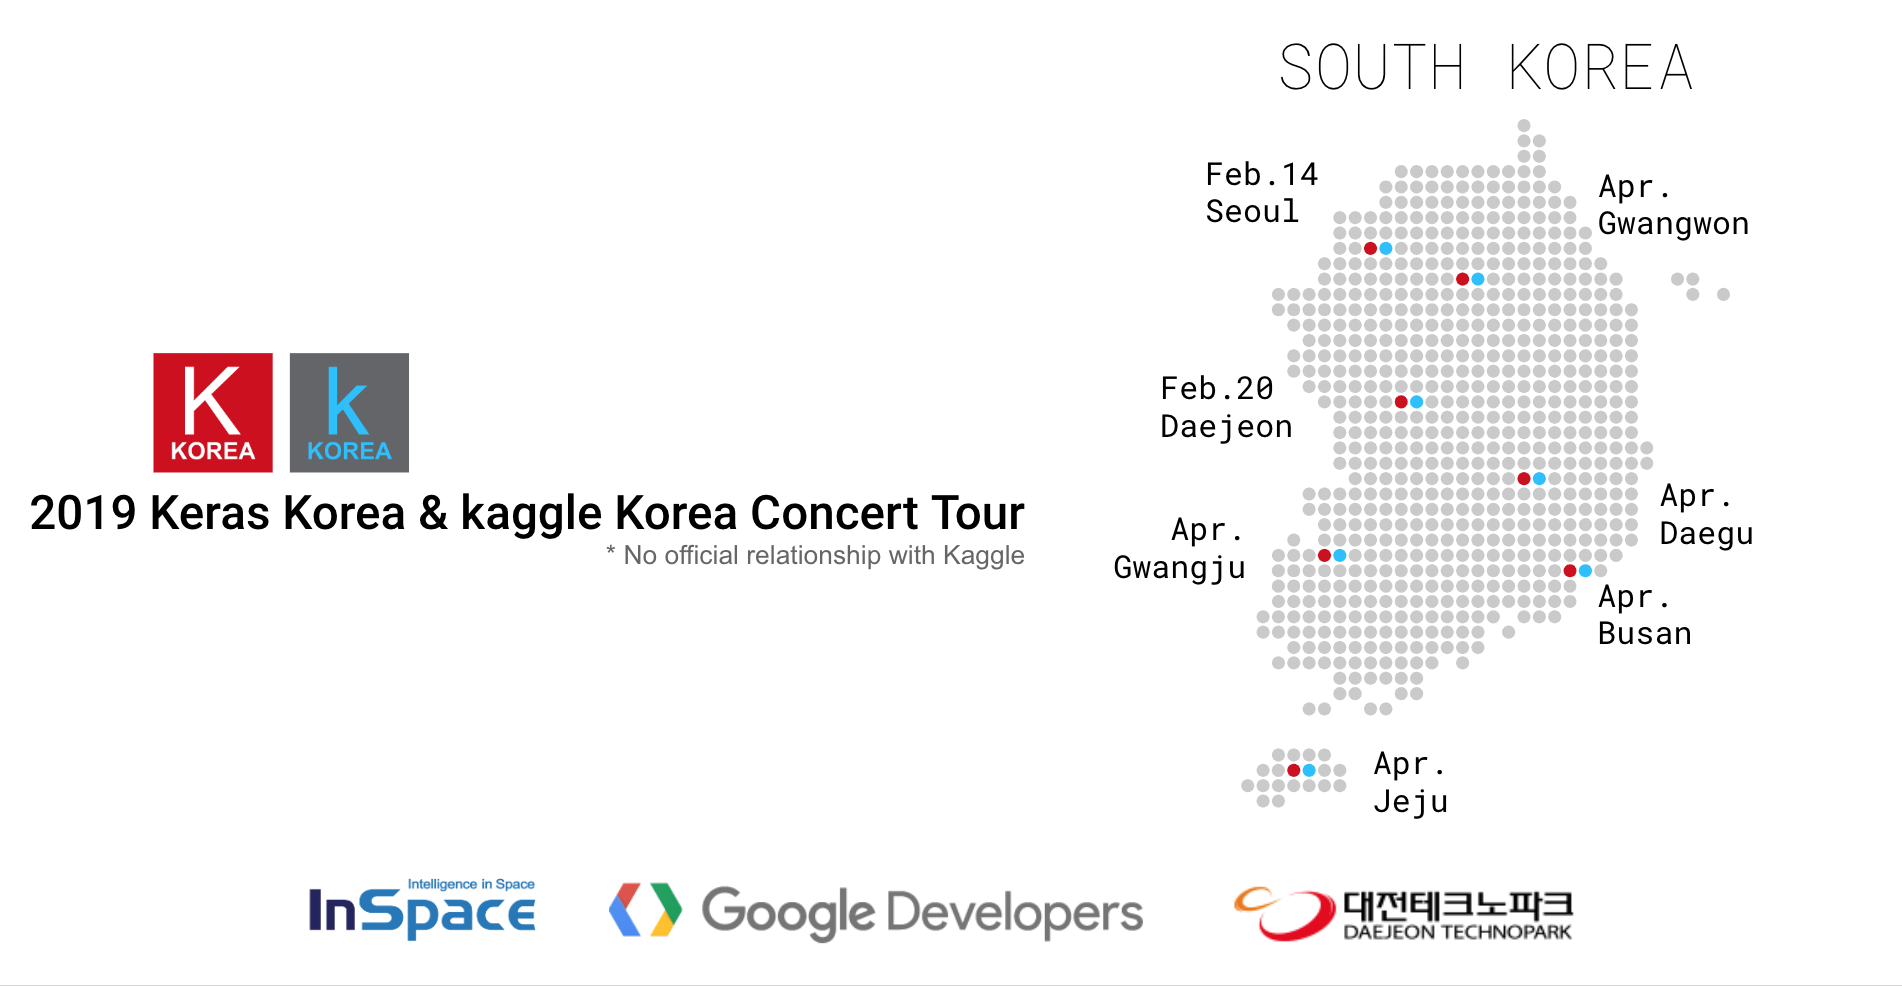 SOUTH KOREA
Feb.14
Seoul
Apr.
Gwangwon
Feb.20
Daejeon
K
KOREA
k
KOREA
2019 Keras Korea & kaggle Korea Concert Tour
* No official relationship with Kaggle
Apr.
Daegu
Apr.
Gwangju
Apr.
Busan
Apr.
Jeju
Intelligence in Space
InSpace
Google Developers
대전테크노파크
DAEJEON TECHNOPARK